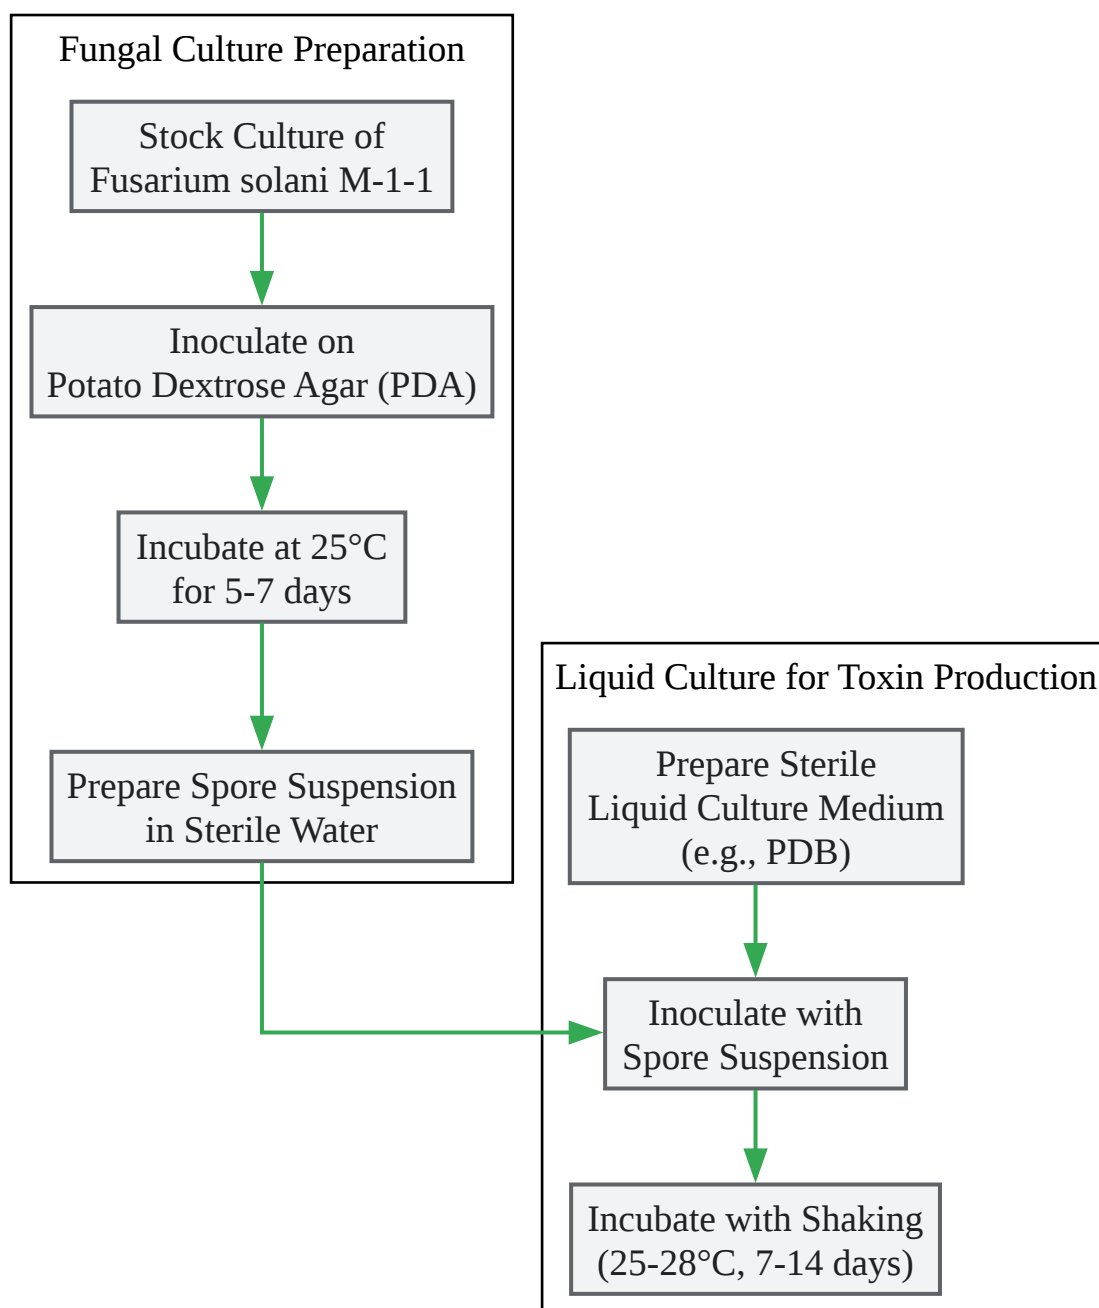 Fungal Culture Preparation
Stock Culture of
Fusarium solani M-1-1
Inoculate on
Potato Dextrose Agar (PDA)
Incubate at 25°C
for 5-7 days
Prepare Spore Suspension
in Sterile Water
Liquid Culture for Toxin Production
Prepare Sterile
Liquid Culture Medium
(e.g., PDB)
Inoculate with
Spore Suspension
Incubate with Shaking
(25-28°C, 7-14 days)